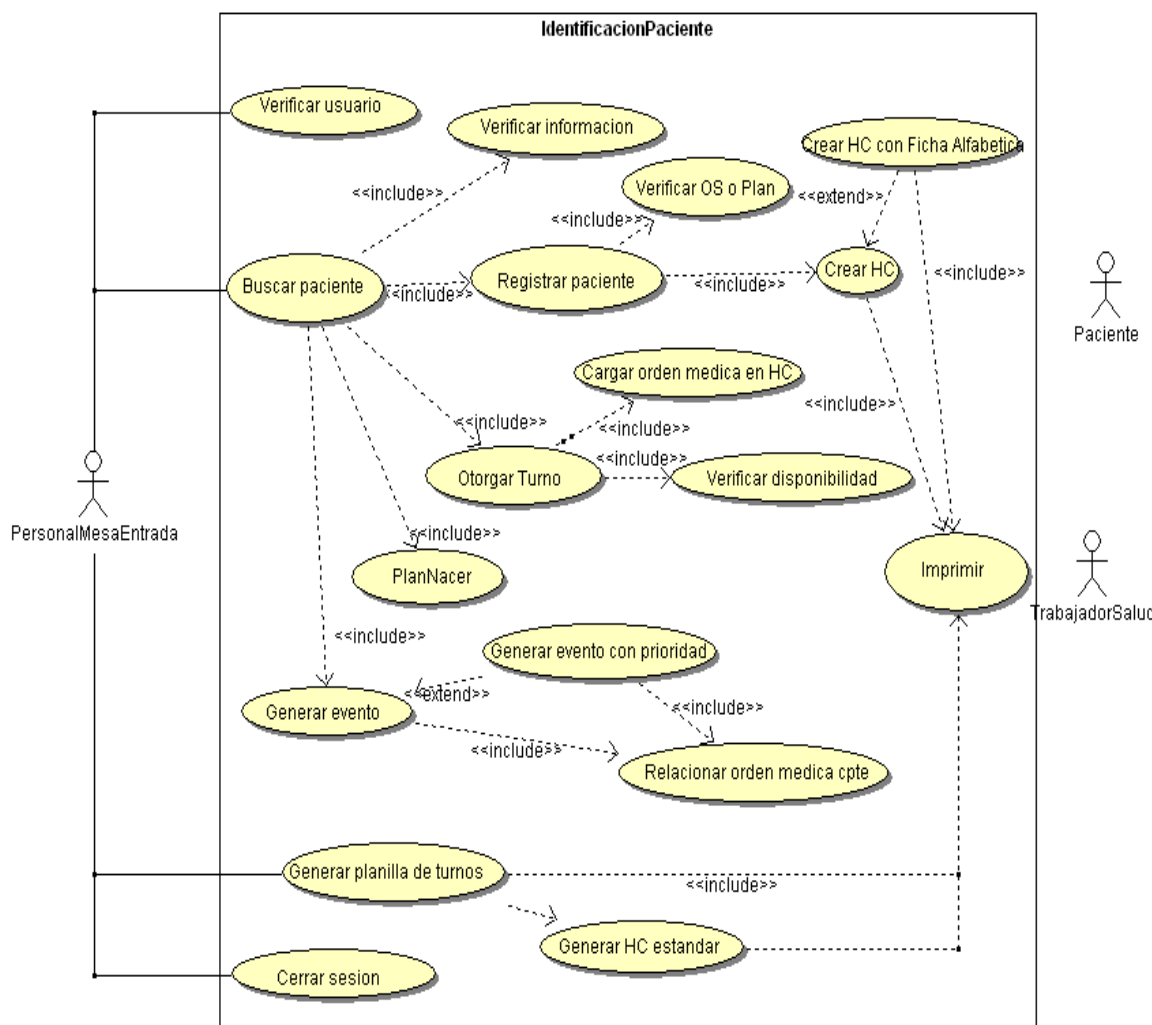 IdentificacionPaciente
Verificar usuario
Verificar informacion
Crear HC con Ficha Alfabetica
<<include>>
Verificar OS o Plan
<<extend>>
<<include>>
Buscar paciente
<<include>>
Registrar paciente
<<include>>
Crear HC
<<include>>
Paciente
Cargar orden medica en HC
<<include>>
<<include>>
<<include>>
<<include>>
Otorgar Turno
Verificar disponibilidad
PersonalMesaEntrada
<<include>>
PlanNacer
Imprimir
TrabajadorSaluc
<<include>>
Generar evento con prioridad
<<extend>>
<<include>>
Generar evento
<<include>>
Relacionar orden medica cpte
Generar planilla de turnos
<<include>>
Generar HC estandar
Cerrar sesion